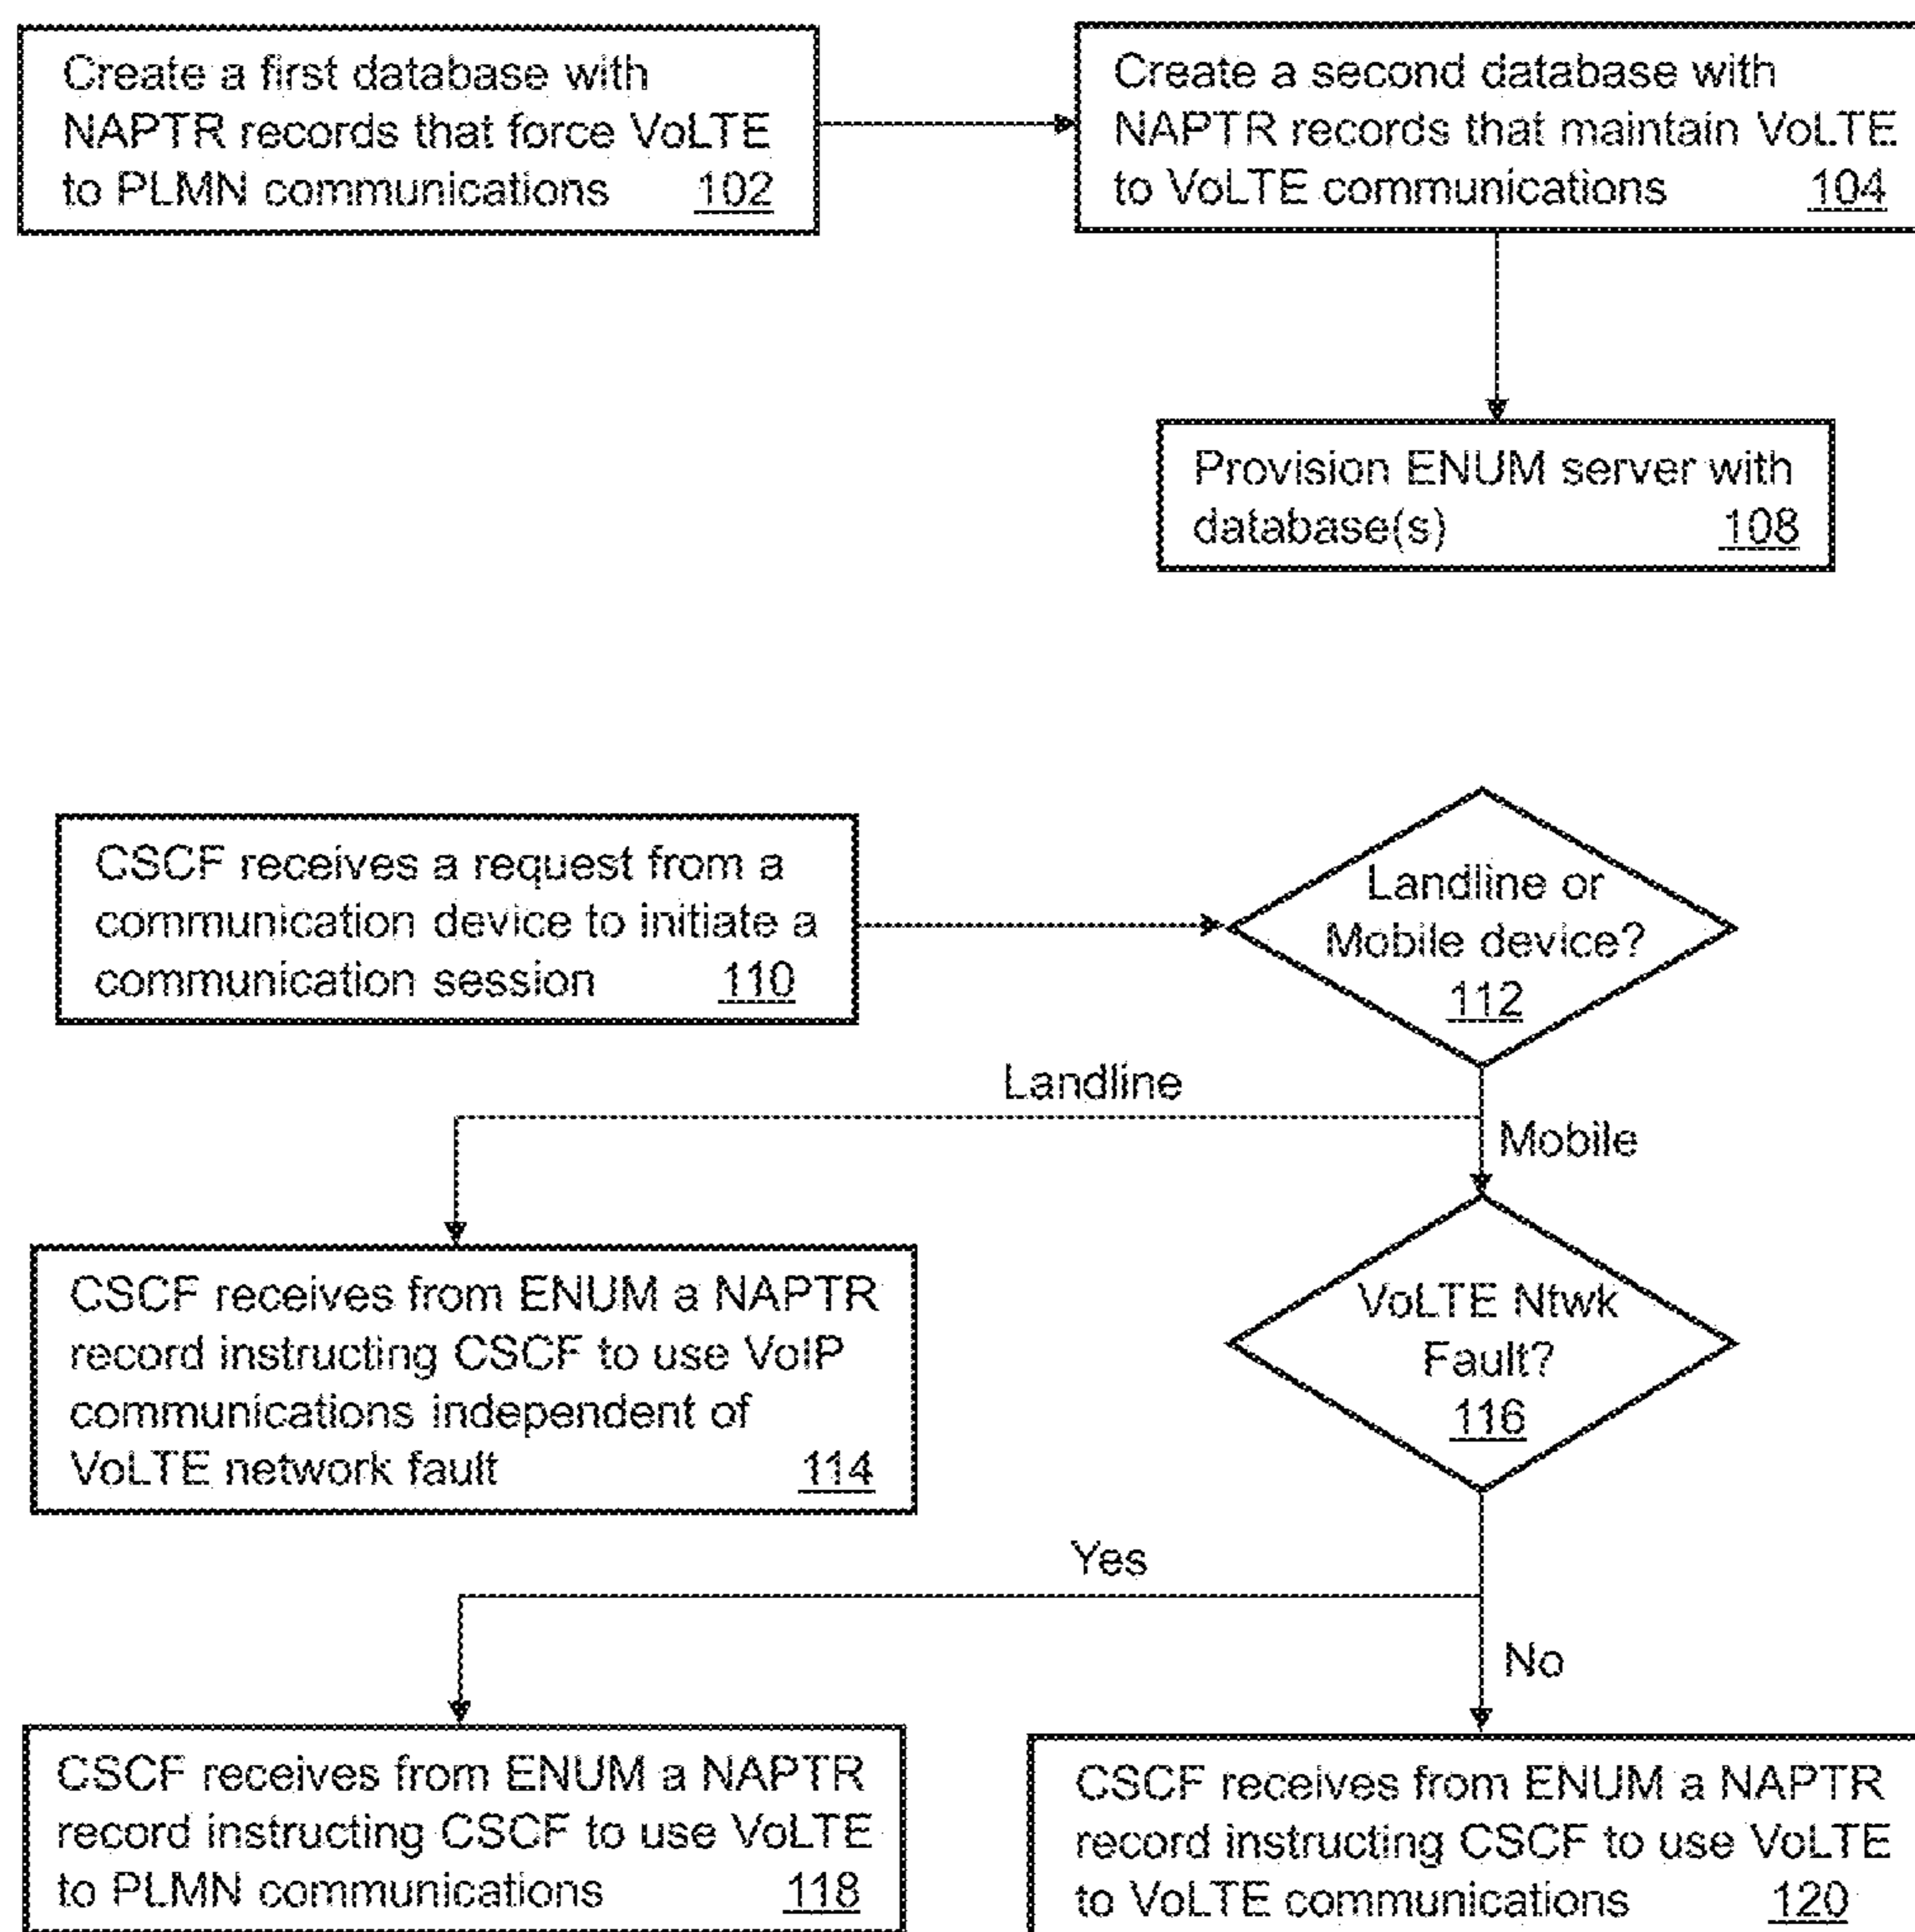 Create a first database with
NAPTR records that force VoLTE
to PLMN communications 102
Create a second database with
NAPTR records that maintain VoLTE
to VoLTE communications 104
Provision ENUM server with
database(s) 108
CSCF receives a request from a
communication device to initiate a
communication session 110
Landline or
Mobile device?
112
Landline
Mobile
CSCF receives from ENUM a NAPTR
record instructing CSCF to use VoIP
communications independent of
VoLTE network fault 114
VoLTE Ntwk
Fault?
116
Yes
No
CSCF receives from ENUM a NAPTR
record instructing CSCF to use VoLTE
to PLMN communications 118
CSCF receives from ENUM a NAPTR
record instructing CSCF to use VoLTE
to VoLTE communications 120